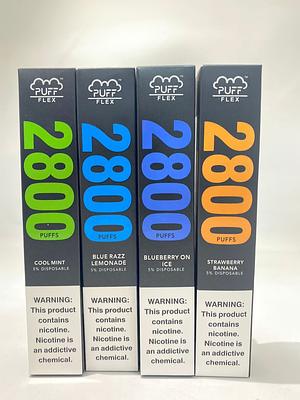 PUFF
FLEX
2800
PUFFS
COOL MINT
5% DISPOSABLE
WARNING:
This product
contains
nicotine.
Nicotine is
an addictive
chemical.
PUFF
FLEX
2800
PUFFS
BLUE RAZZ
LEMONADE
5% DISPOSABLE
WARNING:
This product
contains
nicotine.
Nicotine is
an addictive
chemical.
PUFF
FLEX
2800
PUFFS
BLUEBERRY ON
ICE
5% DISPOSABLE
WARNING:
This product
contains
nicotine.
Nicotine is
an addictive
chemical.
PUFF
FLEX
2800
PUFFS
STRAWBERRY
BANANA
5% DISPOSABLE
WARNING:
This product
contains
nicotine.
Nicotine is
an addictive
chemical.